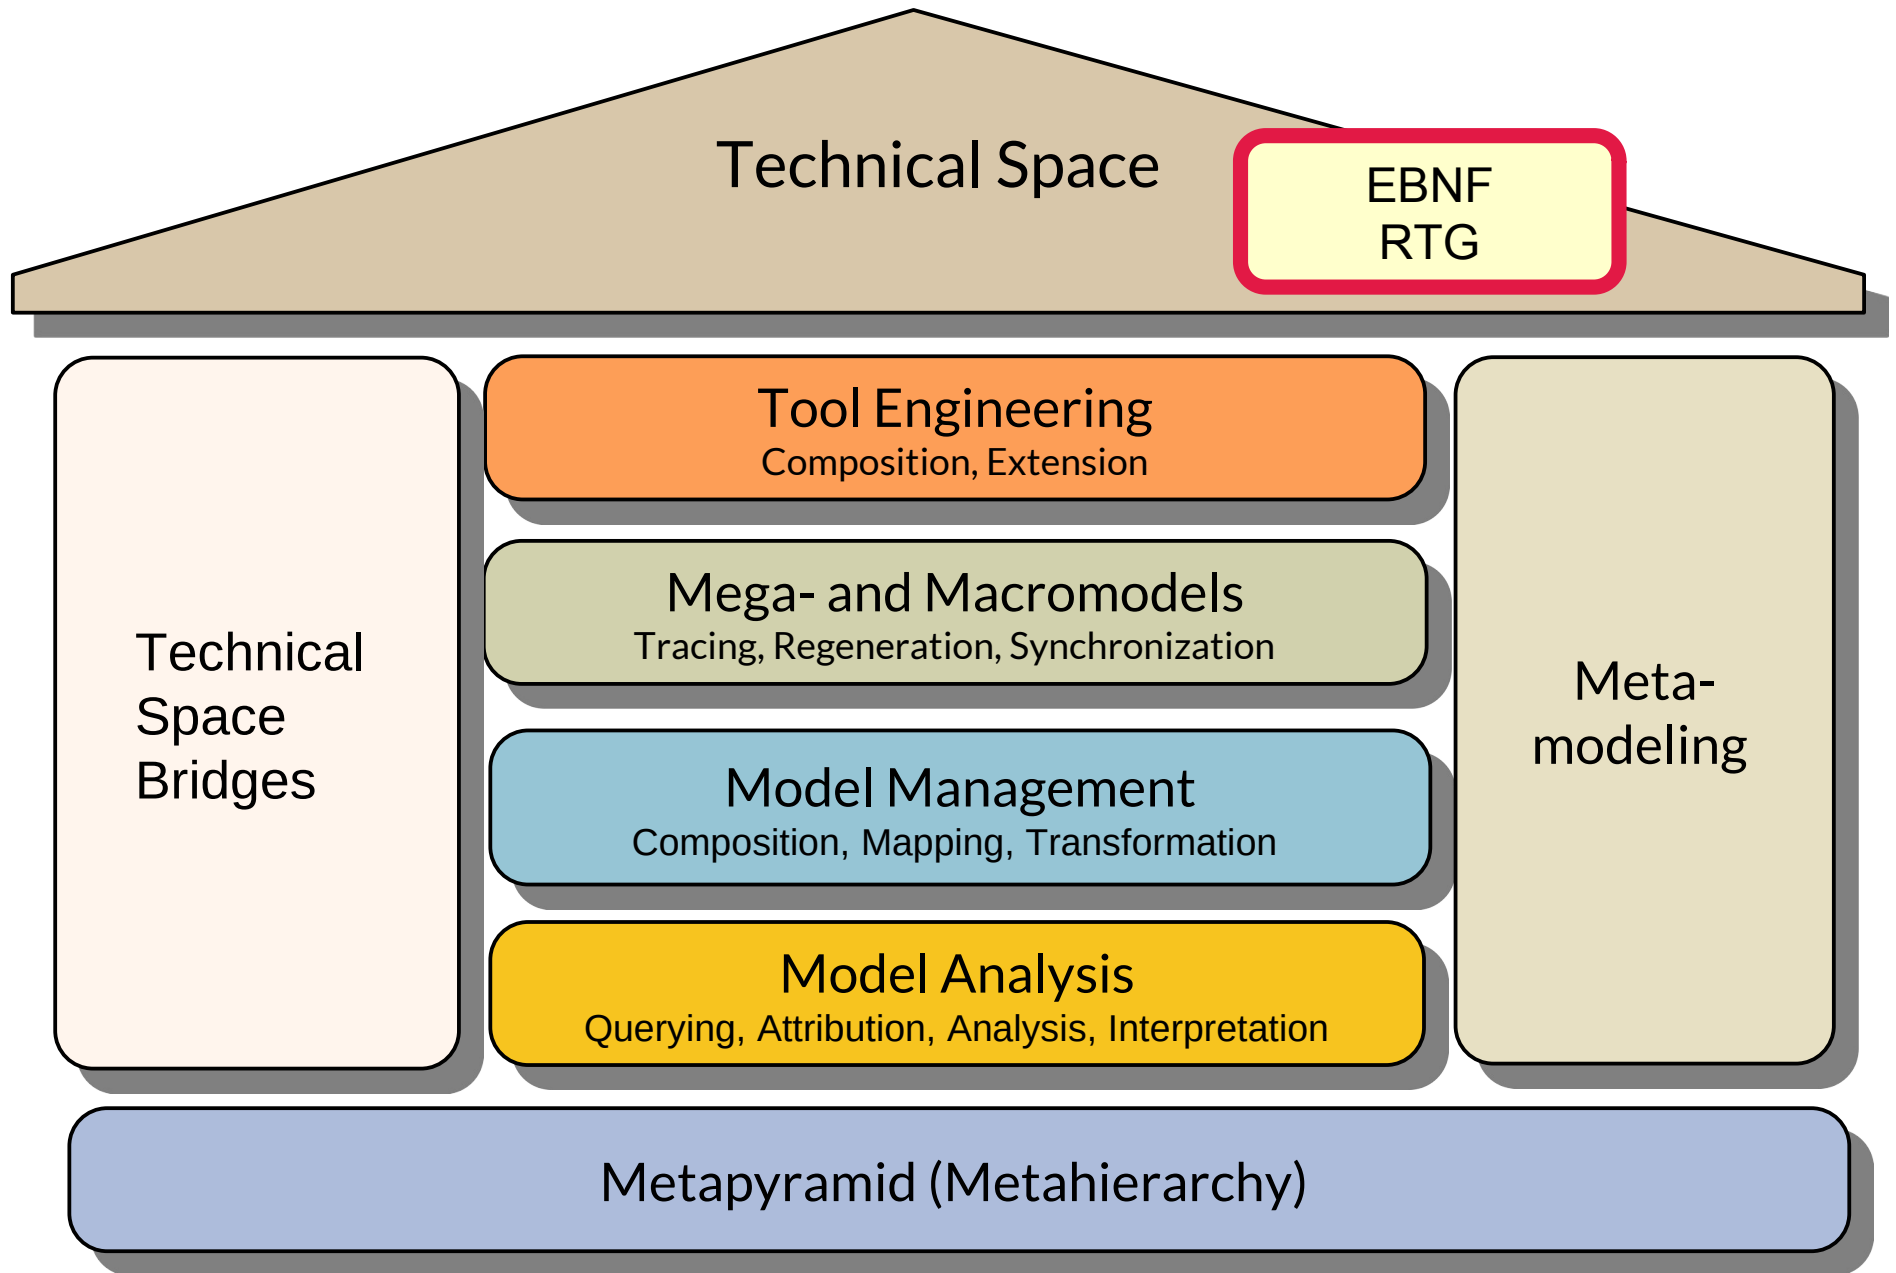 Technical Space
EBNF
RTG
Tool Engineering
Composition, Extension
Mega- and Macromodels
Tracing, Regeneration, Synchronization
Technical
Space
Bridges
Meta-
modeling
Model Management
Composition, Mapping, Transformation
Model Analysis
Querying, Attribution, Analysis, Interpretation
Metapyramid (Metahierarchy)